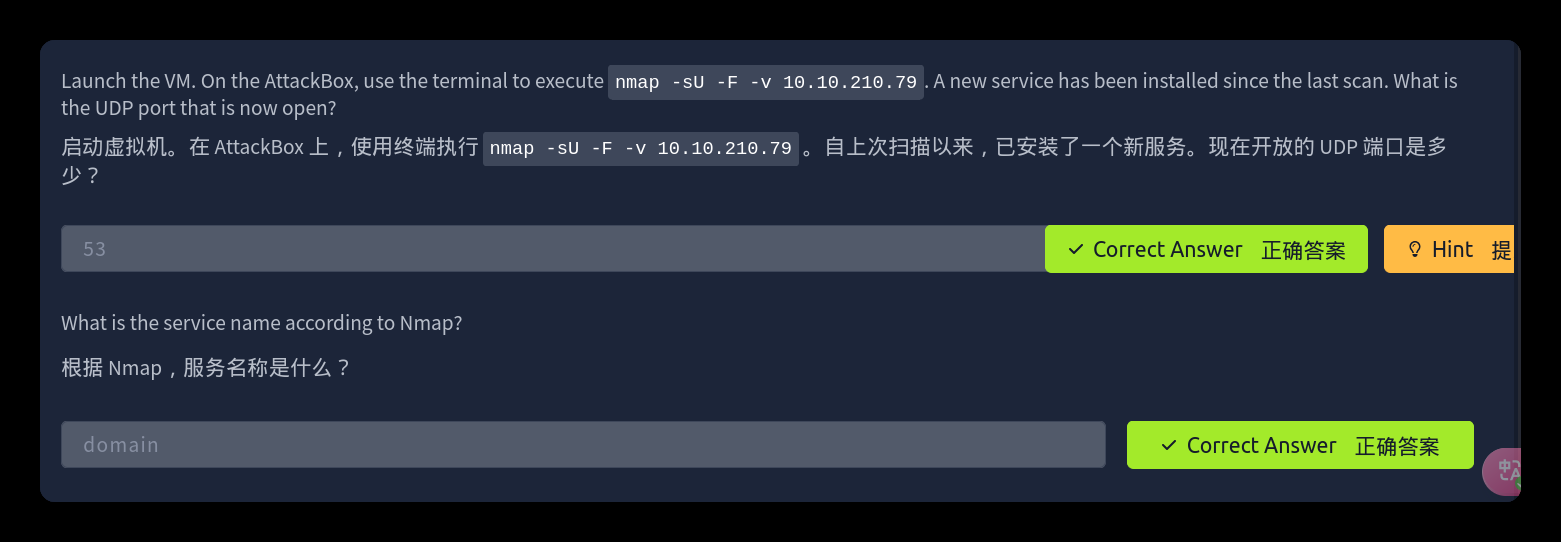 Launch the VM. On the AttackBox, use the terminal to execute nmap -sU -F -v 10.10.210.79. A new service has been installed since the last scan. What is
the UDP port that is now open?
启动虚拟机。在 AttackBox 上，使用终端执行 nmap -sU -F -v 10.10.210.79 。自上次扫描以来，已安装了一个新服务。现在开放的 UDP 端口是多
少？
53 Correct Answer 正确答案 Hint 提
What is the service name according to Nmap?
根据 Nmap，服务名称是什么？
domain Correct Answer 正确答案
中 A